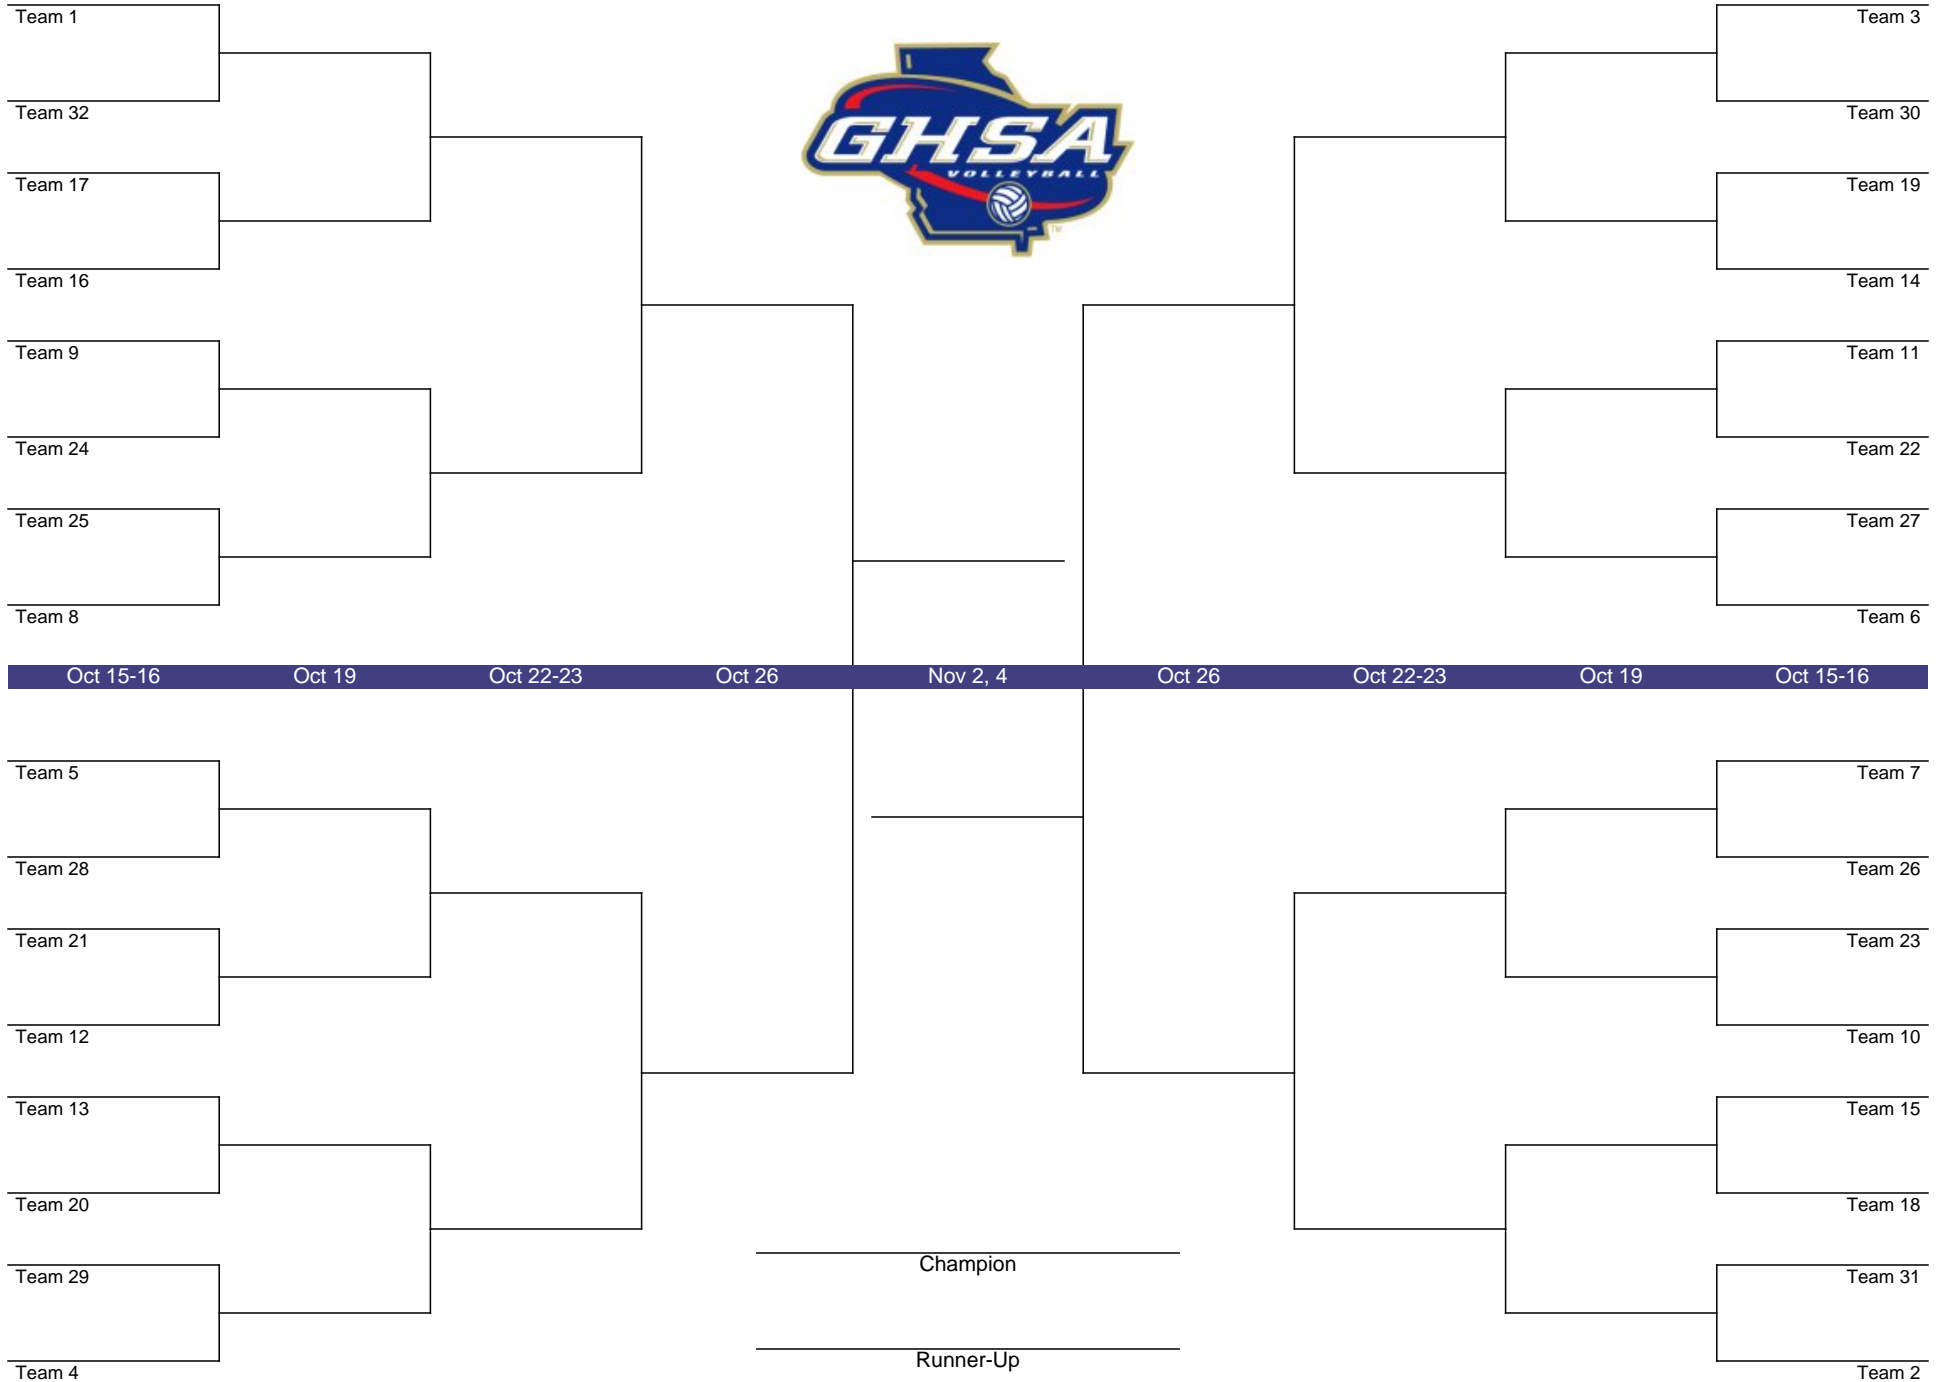 Team 1
Team 3
Team 32
Team 30
GHSA
VOLLEYBALL
TM
Team 17
Team 19
Team 16
Team 14
Team 9
Team 11
Team 24
Team 22
Team 25
Team 27
Team 8
Team 6
Oct 15-16 Oct 19 Oct 22-23 Oct 26 Nov 2, 4 Oct 26 Oct 22-23 Oct 19 Oct 15-16
Team 5
Team 7
Team 28
Team 26
Team 21
Team 23
Team 12
Team 10
Team 13
Team 15
Team 20
Team 18
Champion
Team 29
Team 31
Runner-Up
Team 4
Team 2